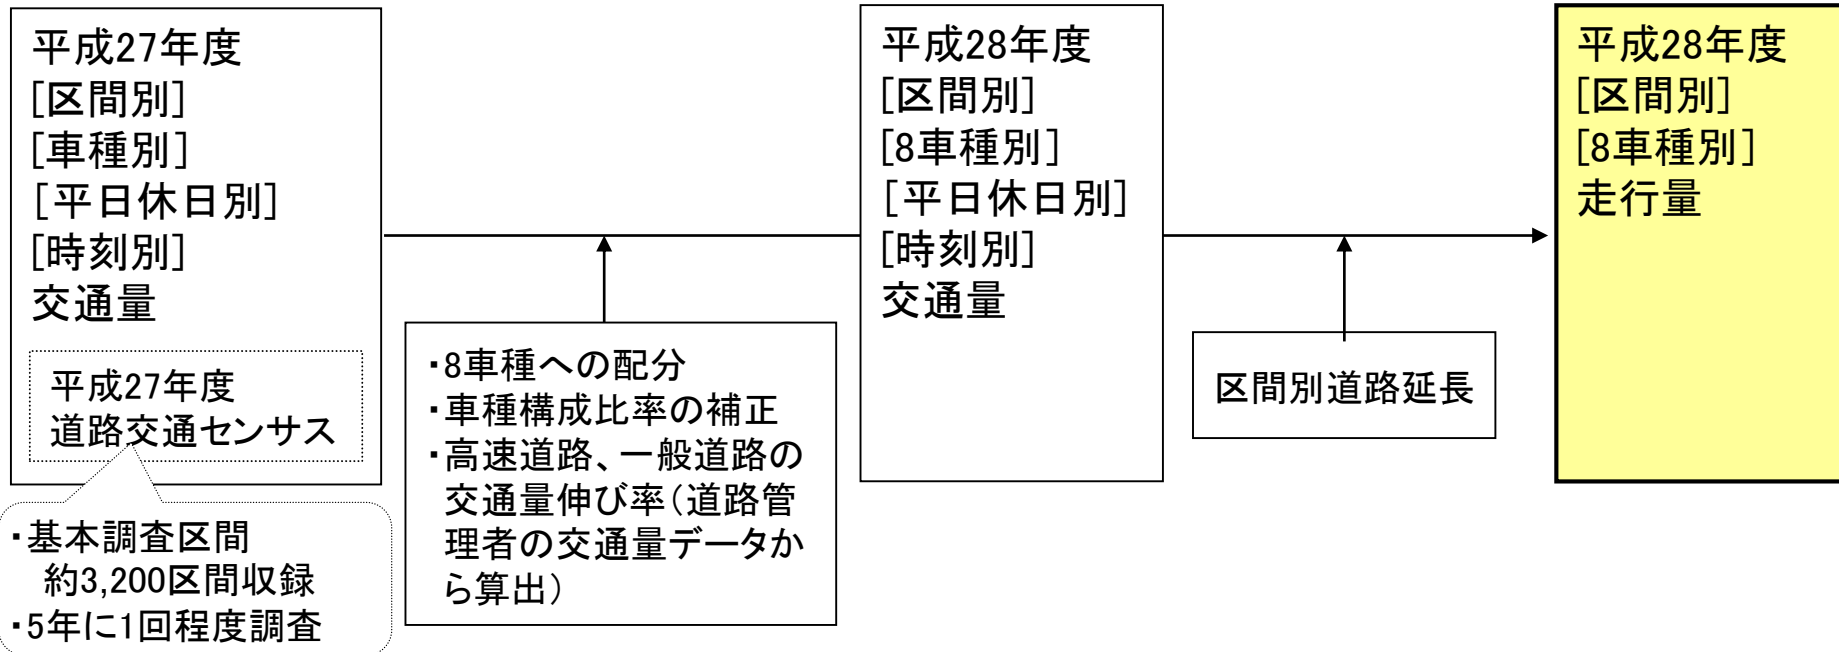 平成27年度
[区間別]
[車種別]
[平日休日別]
[時刻別]
交通量
平成27年度
道路交通センサス
・基本調査区間
約3,200区間収録
・5年に1回程度調査
・8車種への配分
・車種構成比率の補正
・高速道路、一般道路の
交通量伸び率(道路管
理者の交通量データか
ら算出)
平成28年度
[区間別]
[8車種別]
[平日休日別]
[時刻別]
交通量
区間別道路延長
平成28年度
[区間別]
[8車種別]
走行量